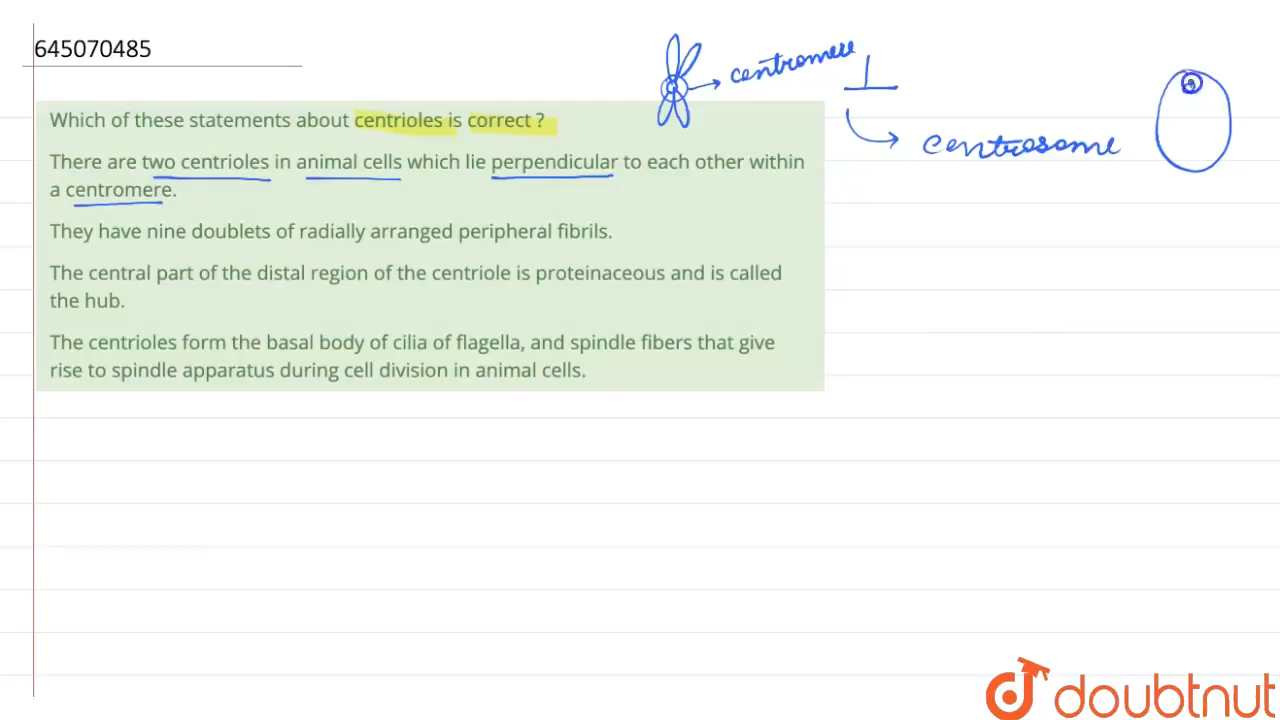 645070485
centromere
centrosome
Which of these statements about centrioles is correct ?
There are two centrioles in animal cells which lie perpendicular to each other within
a centromere.
They have nine doublets of radially arranged peripheral fibrils.
The central part of the distal region of the centriole is proteinaceous and is called
the hub.
The centrioles form the basal body of cilia of flagella, and spindle fibers that give
rise to spindle apparatus during cell division in animal cells.
doubtnut